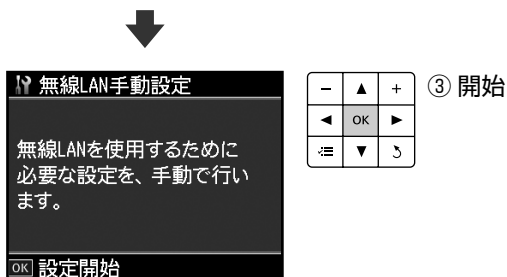 無線LAN手動設定
無線LANを使用するために
必要な設定を、手動で行い
ます。
OK 設定開始
− ▲ +
◀ OK ▶
▼
③ 開始